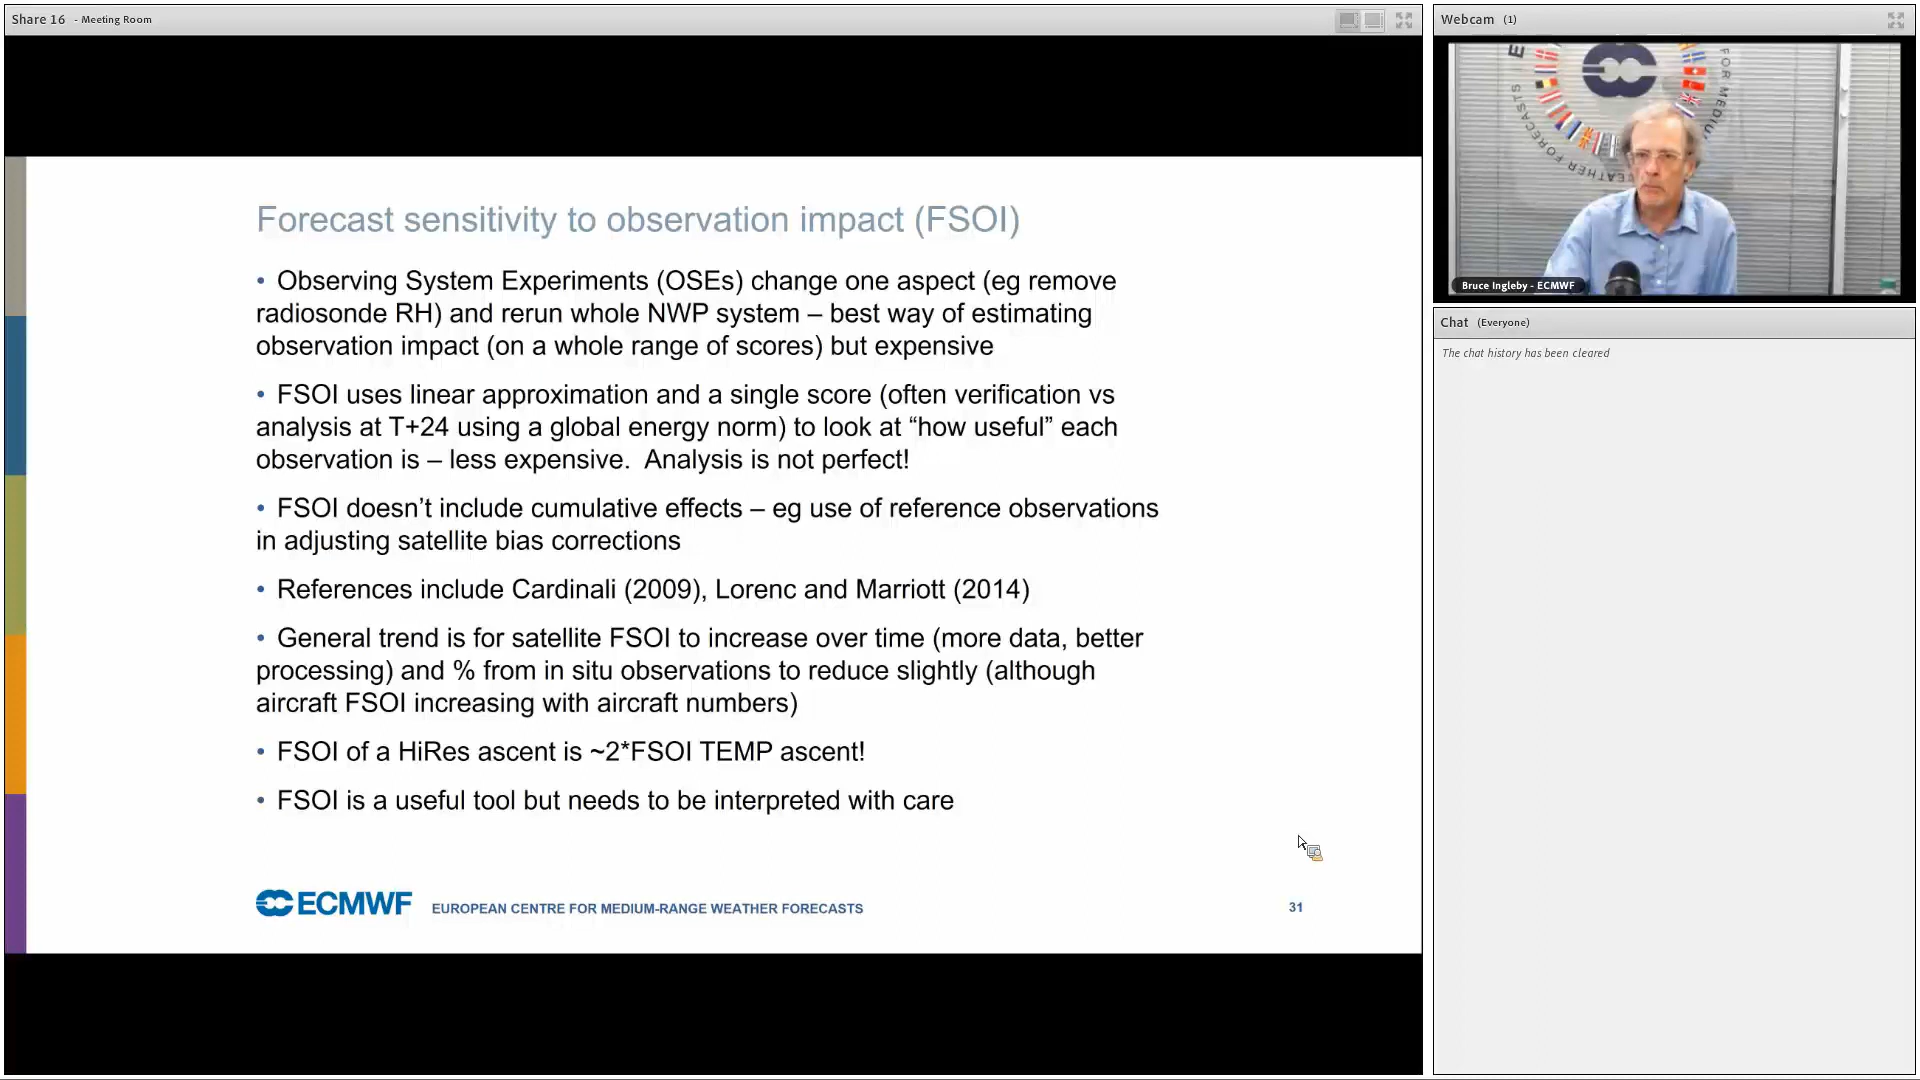 Share 16 - Meeting Room
Forecast sensitivity to observation impact (FSOI)
• Observing System Experiments (OSEs) change one aspect (eg remove
radiosonde RH) and rerun whole NWP system – best way of estimating
observation impact (on a whole range of scores) but expensive
• FSOI uses linear approximation and a single score (often verification vs
analysis at T+24 using a global energy norm) to look at “how useful” each
observation is – less expensive.  Analysis is not perfect!
• FSOI doesn’t include cumulative effects – eg use of reference observations
in adjusting satellite bias corrections
• References include Cardinali (2009), Lorenc and Marriott (2014)
• General trend is for satellite FSOI to increase over time (more data, better
processing) and % from in situ observations to reduce slightly (although
aircraft FSOI increasing with aircraft numbers)
• FSOI of a HiRes ascent is ~2*FSOI TEMP ascent!
• FSOI is a useful tool but needs to be interpreted with care
ECMWF EUROPEAN CENTRE FOR MEDIUM-RANGE WEATHER FORECASTS
31
Webcam (1)
FOR MEDIU
EATHER FORECASTS
Bruce Ingleby - ECMWF
Chat (Everyone)
The chat history has been cleared